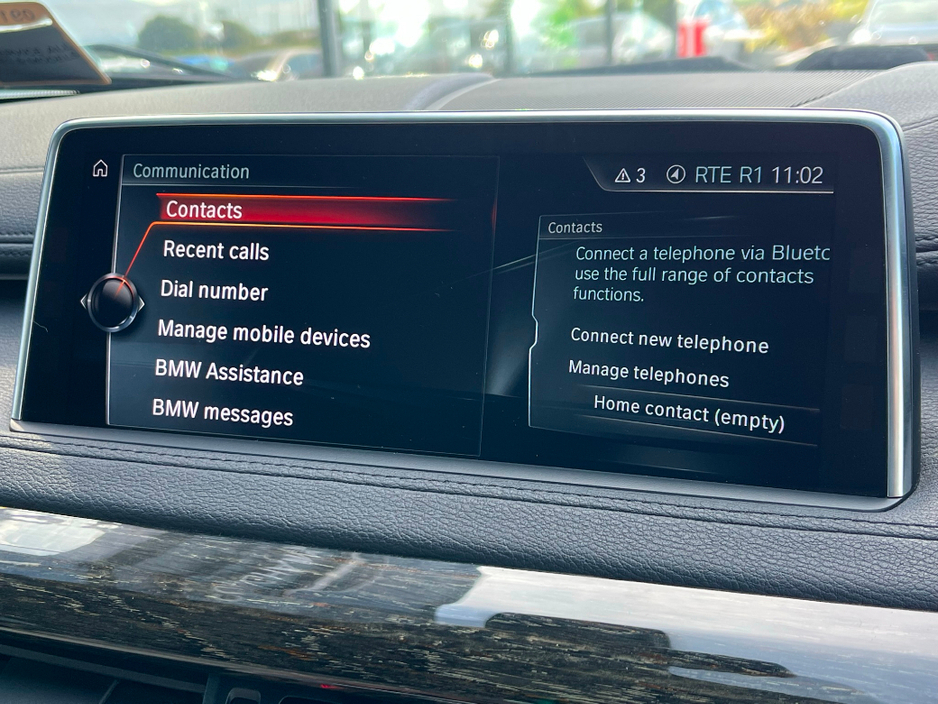 Communication
3 RTE R1 11:02
Contacts
Recent calls
Dial number
Manage mobile devices
BMW Assistance
BMW messages
Contacts
Connect a telephone via Bluetc
use the full range of contacts
functions.
Connect new telephone
Manage telephones
Home contact (empty)